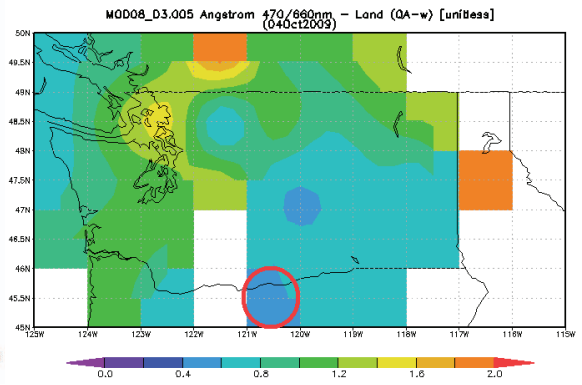 MOD08_D3.005 Angstrom 470/660nm – Land (QA-w) [unitless]
(04Oct2009)
50N
49.5N
49N
48.5N
48N
47.5N
47N
46.5N
46N
45.5N
45N
125W 124W 123W 122W 121W 120W 119W 118W 117W 116W 115W
0.0 0.4 0.8 1.2 1.6 2.0